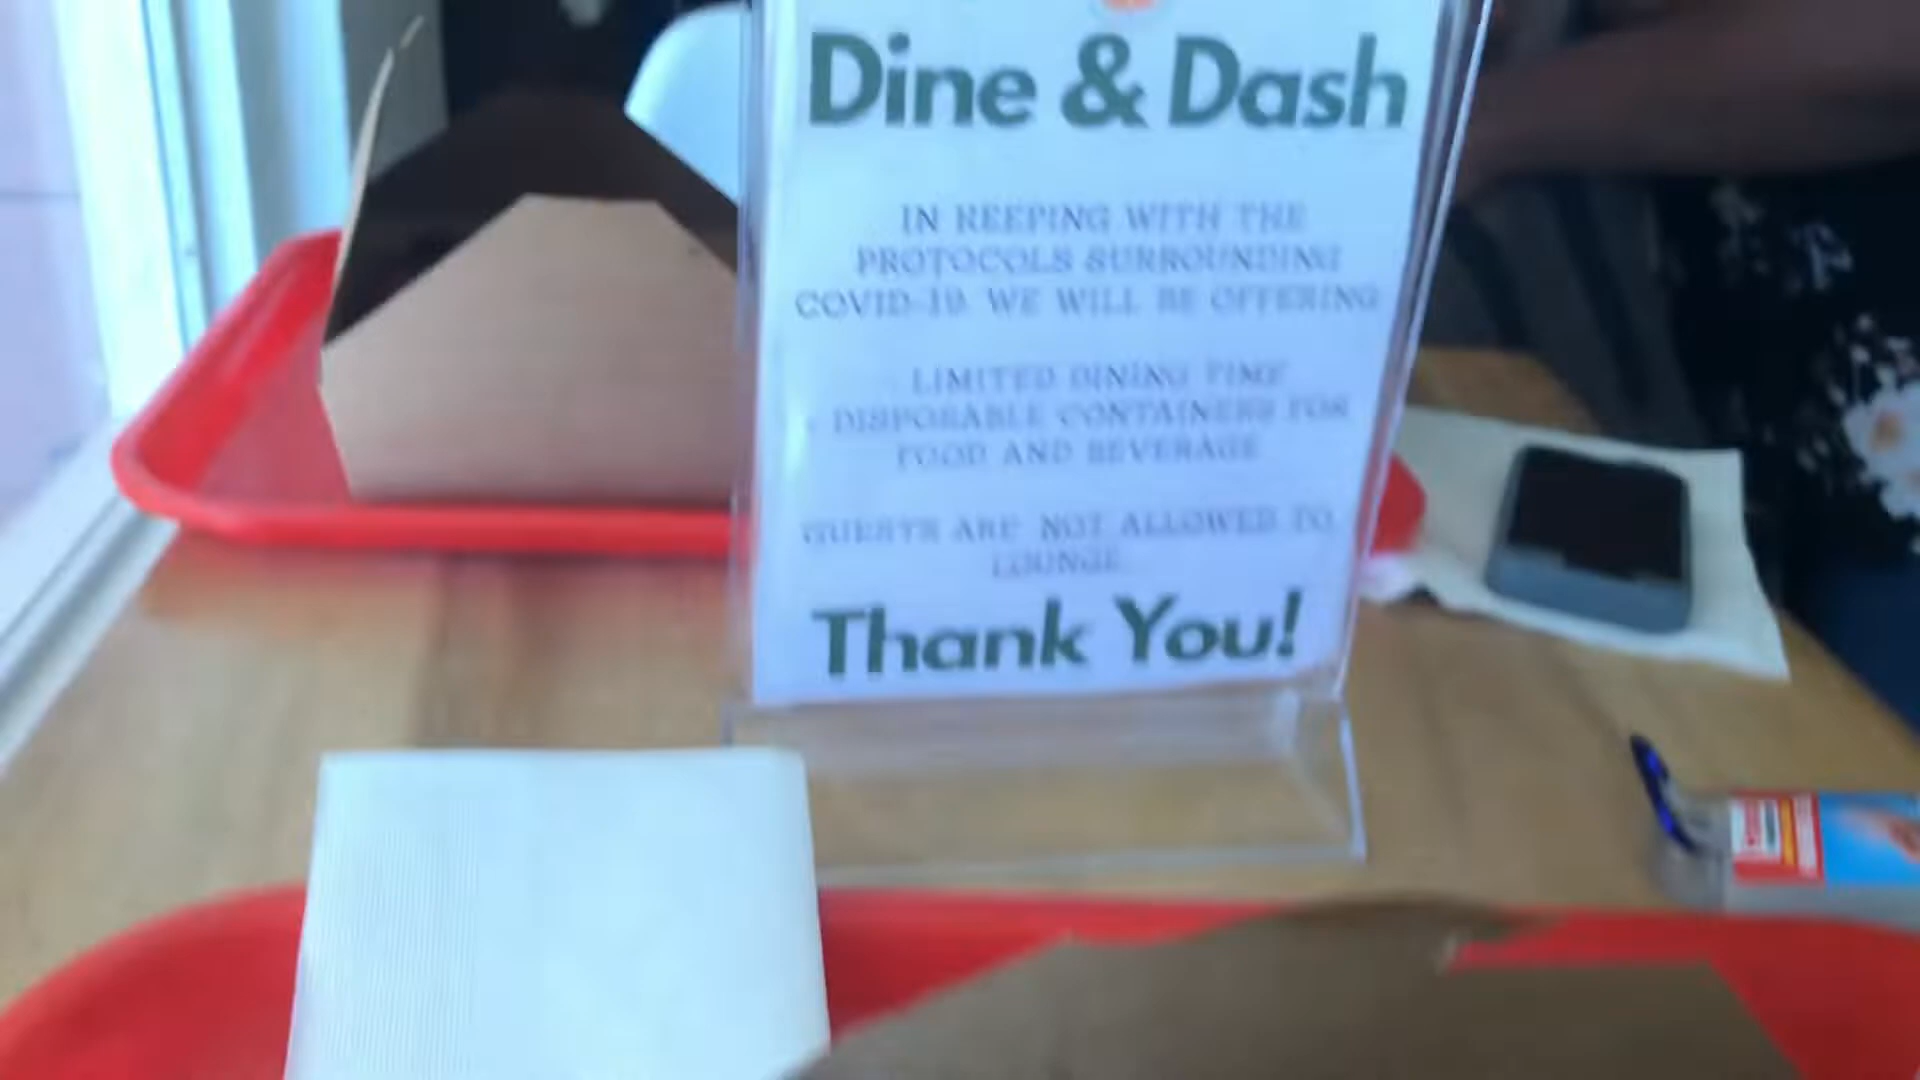 Dine & Dash
IN KEEPING WITH THE
PROTOCOLS SURROUNDING
COVID-19, WE WILL BE OFFERING
- LIMITED DINING TIME
- DISPOSABLE CONTAINERS FOR
FOOD AND BEVERAGE
GUESTS ARE NOT ALLOWED TO
LOUNGE
Thank You!